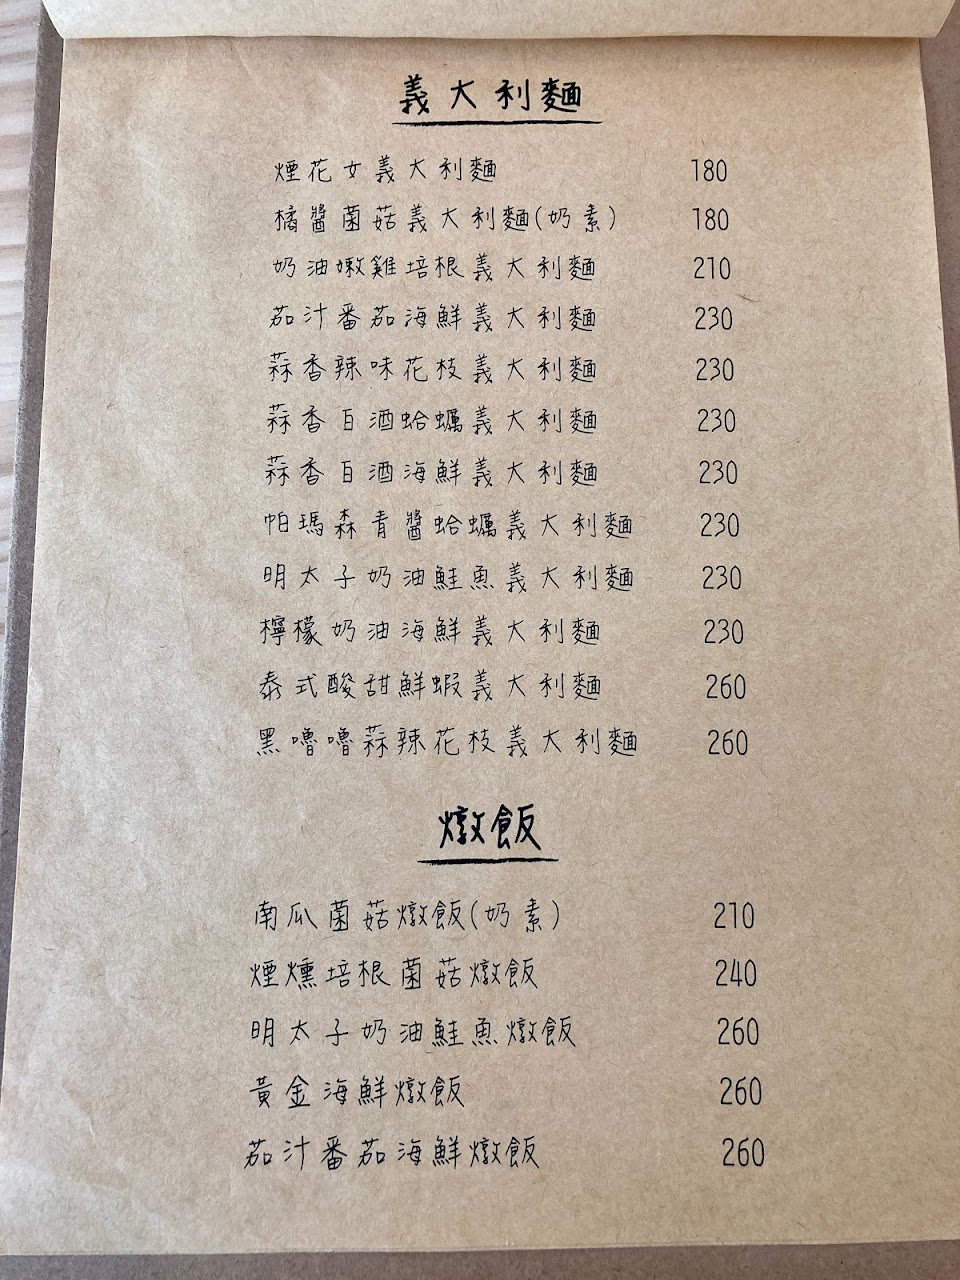 義大利麵
煙花女義大利麵 180
橘醬菌菇義大利麵(奶素) 180
奶油嫩雞培根義大利麵 210
茄汁番茄海鮮義大利麵 230
蒜香辣味花枝義大利麵 230
蒜香白酒蛤蠣義大利麵 230
蒜香白酒海鮮義大利麵 230
帕瑪森青醬蛤蠣義大利麵 230
明太子奶油鮭魚義大利麵 230
檸檬奶油海鮮義大利麵 230
泰式酸甜鮮蝦義大利麵 260
黑嚕嚕蒜辣花枝義大利麵 260
燉飯
南瓜菌菇燉飯(奶素) 210
煙燻培根菌菇燉飯 240
明太子奶油鮭魚燉飯 260
黃金海鮮燉飯 260
茄汁番茄海鮮燉飯 260